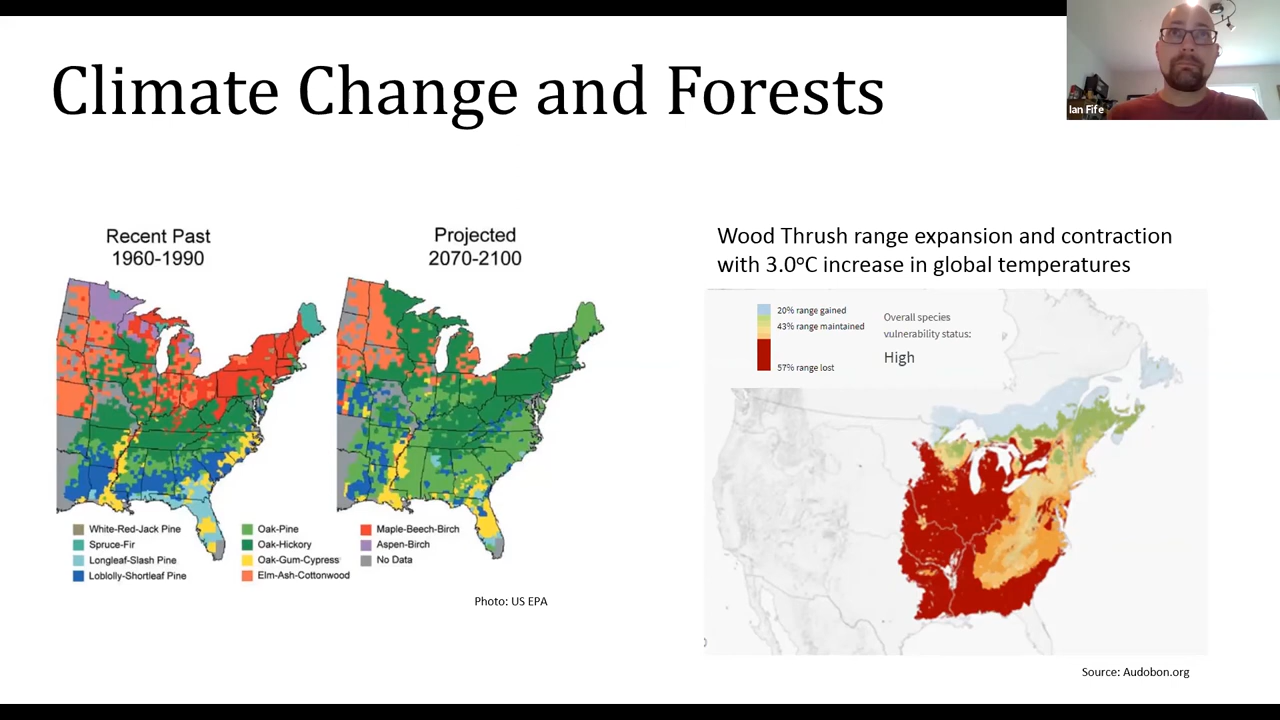 Climate Change and Forests
Ian Fife
Recent Past
1960-1990
Projected
2070-2100
White-Red-Jack Pine
Spruce-Fir
Longleaf-Slash Pine
Loblolly-Shortleaf Pine
Oak-Pine
Oak-Hickory
Oak-Gum-Cypress
Elm-Ash-Cottonwood
Maple-Beech-Birch
Aspen-Birch
No Data
Photo: US EPA
Wood Thrush range expansion and contraction
with 3.0°C increase in global temperatures
20% range gained
43% range maintained
57% range lost
Overall species
vulnerability status:
High
Source: Audobon.org